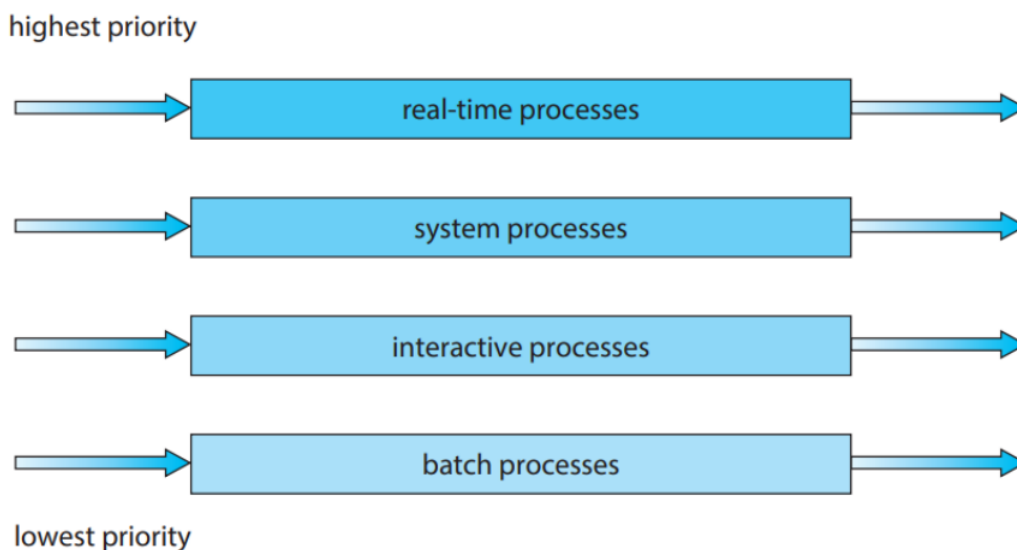 highest priority
real-time processes
system processes
interactive processes
batch processes
lowest priority